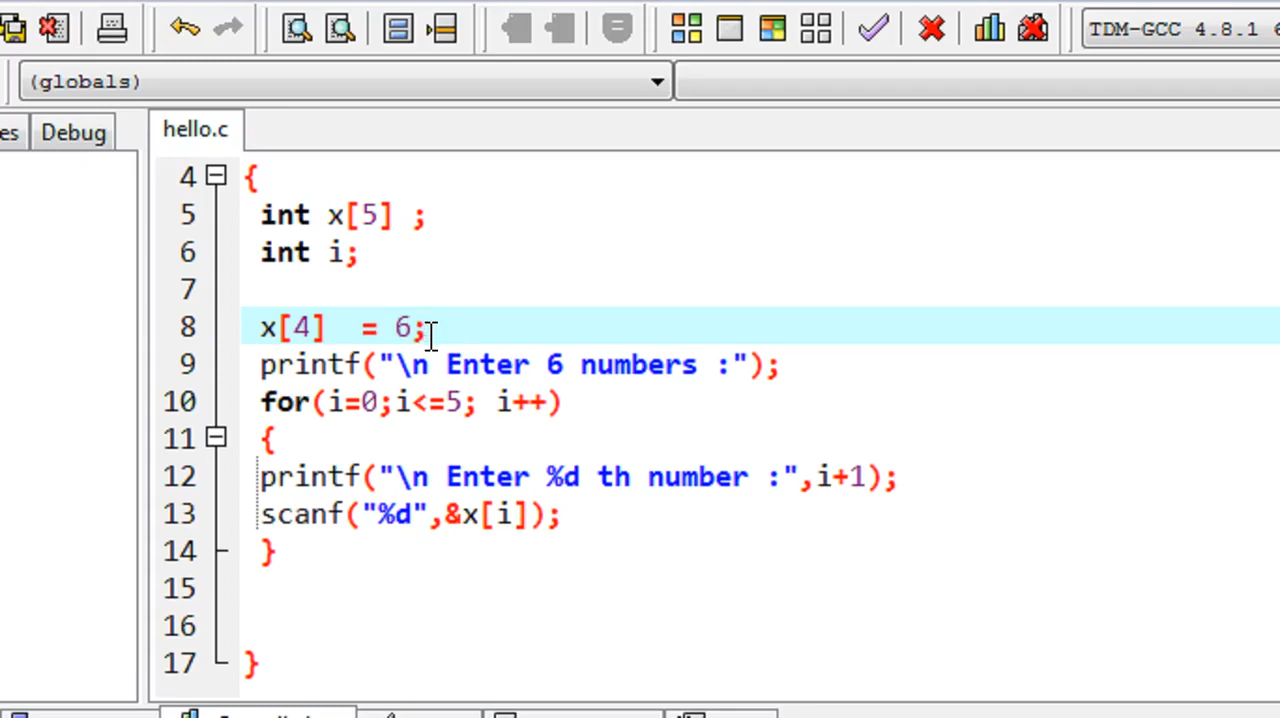 TDM-GCC 4.8.1
(globals)
es Debug hello.c
4 {
5 int x[5] ;
6 int i;
7
8 x[4]  = 6;
9 printf("\n Enter 6 numbers :");
10 for(i=0;i<=5; i++)
11 {
12 printf("\n Enter %d th number :",i+1);
13 scanf("%d",&x[i]);
14 }
15
16
17 }